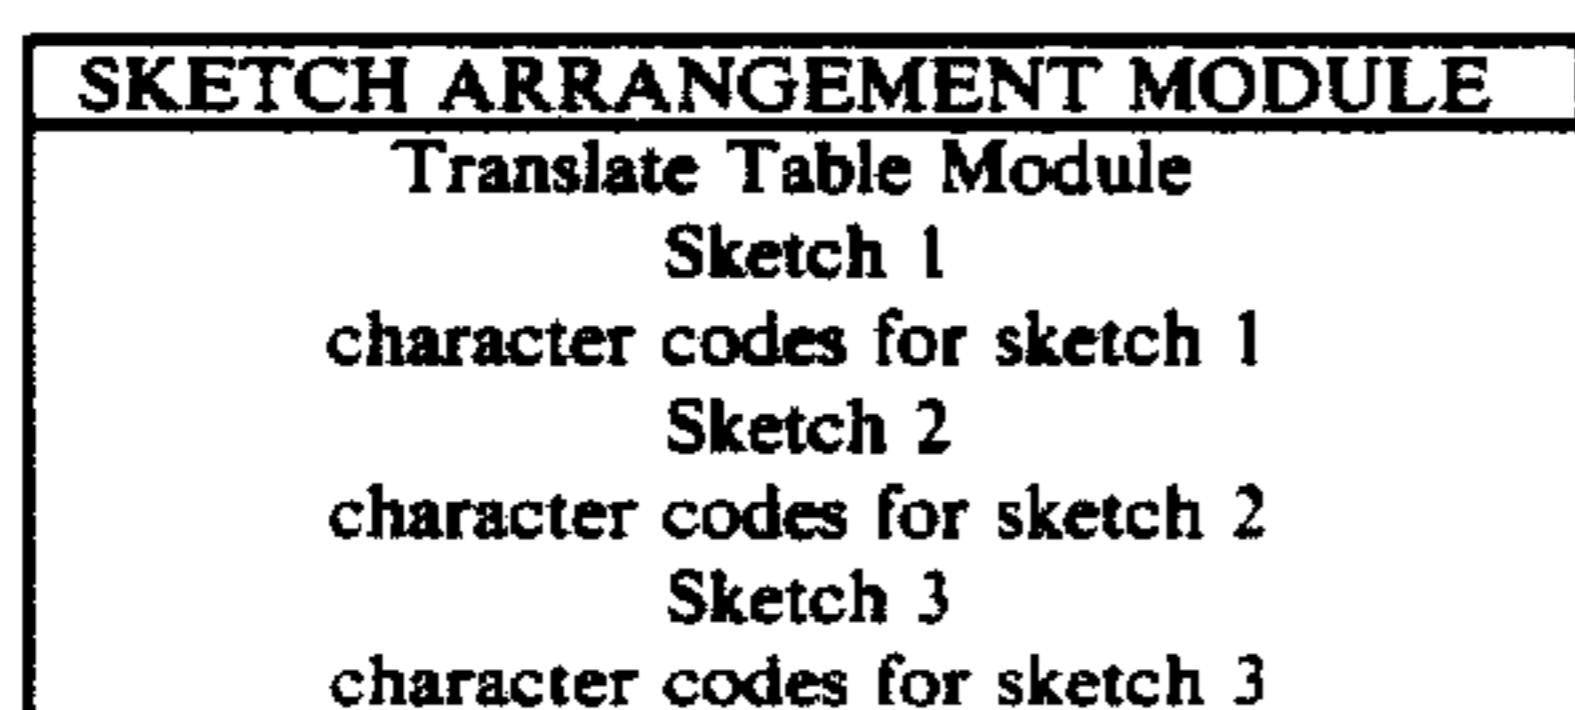 SKETCH ARRANGEMENT MODULE
Translate Table Module
Sketch 1
character codes for sketch 1
Sketch 2
character codes for sketch 2
Sketch 3
character codes for sketch 3